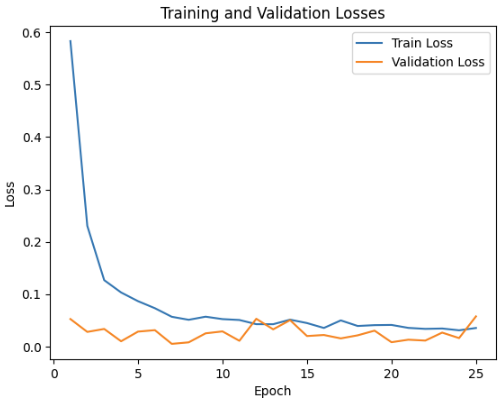 Training and Validation Losses
Train Loss
Validation Loss
Loss
0.6
0.5
0.4
0.3
0.2
0.1
0.0
0 5 10 15 20 25
Epoch